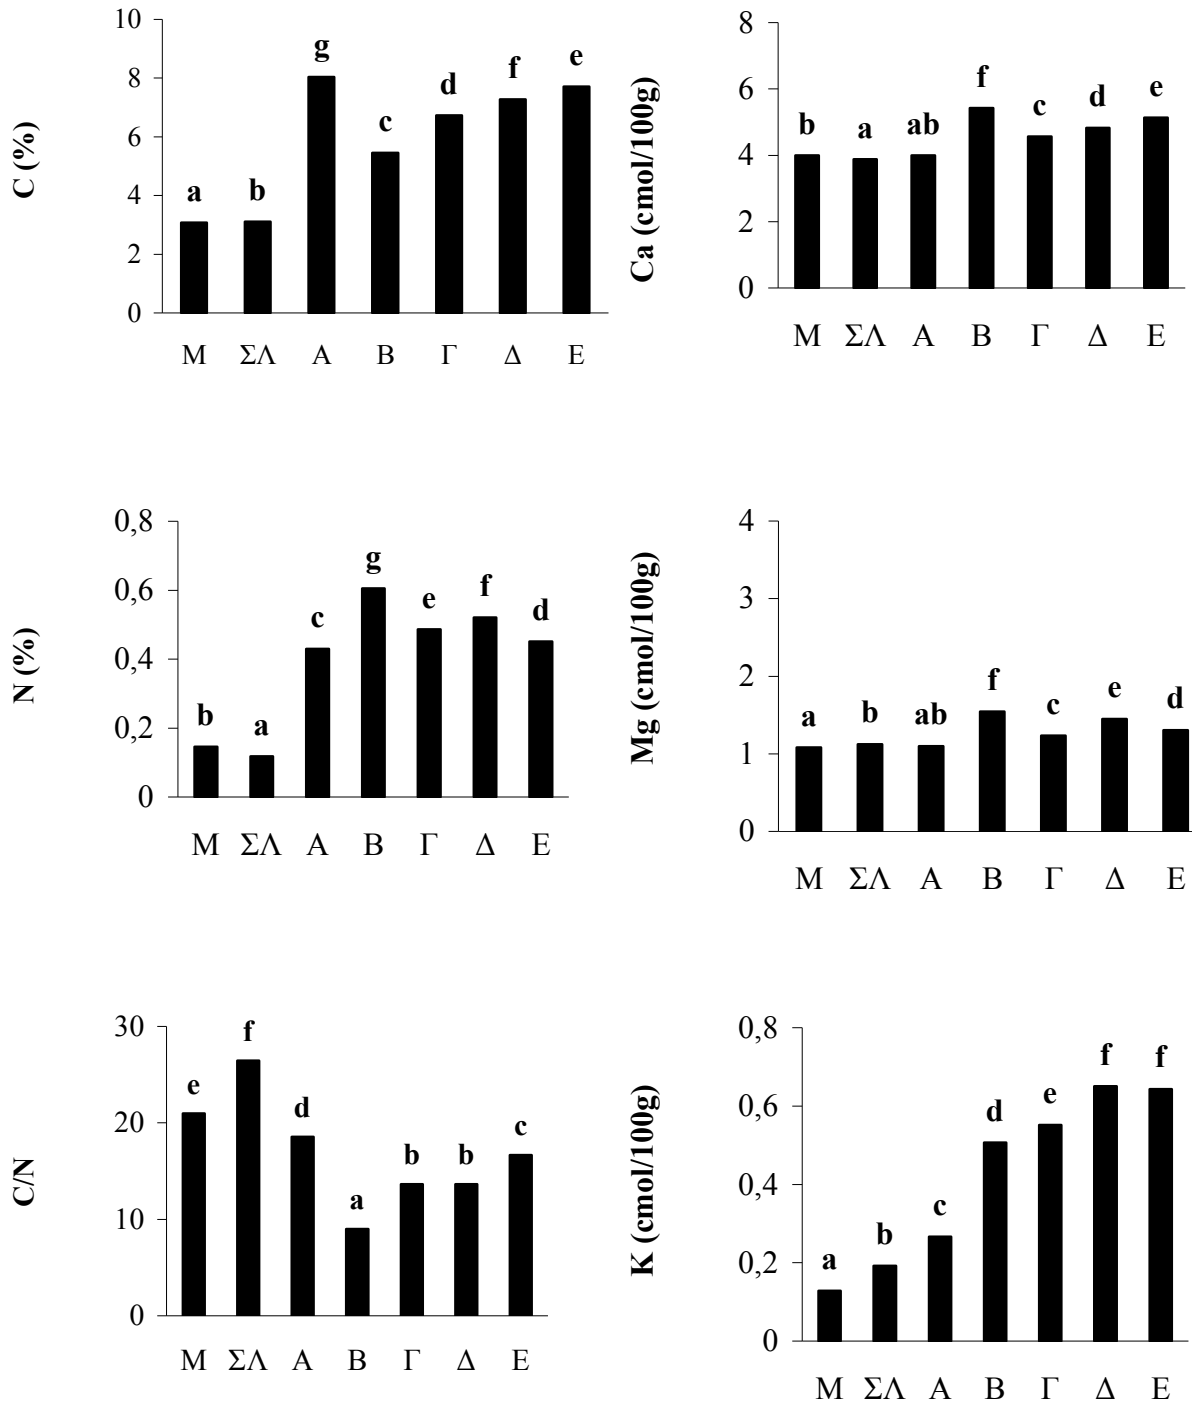 C (%)
10
8
6
4
2
0
a b g c d f e
Μ ΣΛ Α Β Γ Δ Ε
Ca (cmol/100g)
8
6
4
2
0
b a ab f c d e
Μ ΣΛ Α Β Γ Δ Ε
N (%)
0,8
0,6
0,4
0,2
0
b a c g e f d
Μ ΣΛ Α Β Γ Δ Ε
Mg (cmol/100g)
4
3
2
1
0
a b ab f c e d
Μ ΣΛ Α Β Γ Δ Ε
C/N
30
20
10
0
e f d a b b c
Μ ΣΛ Α Β Γ Δ Ε
K (cmol/100g)
0,8
0,6
0,4
0,2
0
a b c d e f f
Μ ΣΛ Α Β Γ Δ Ε